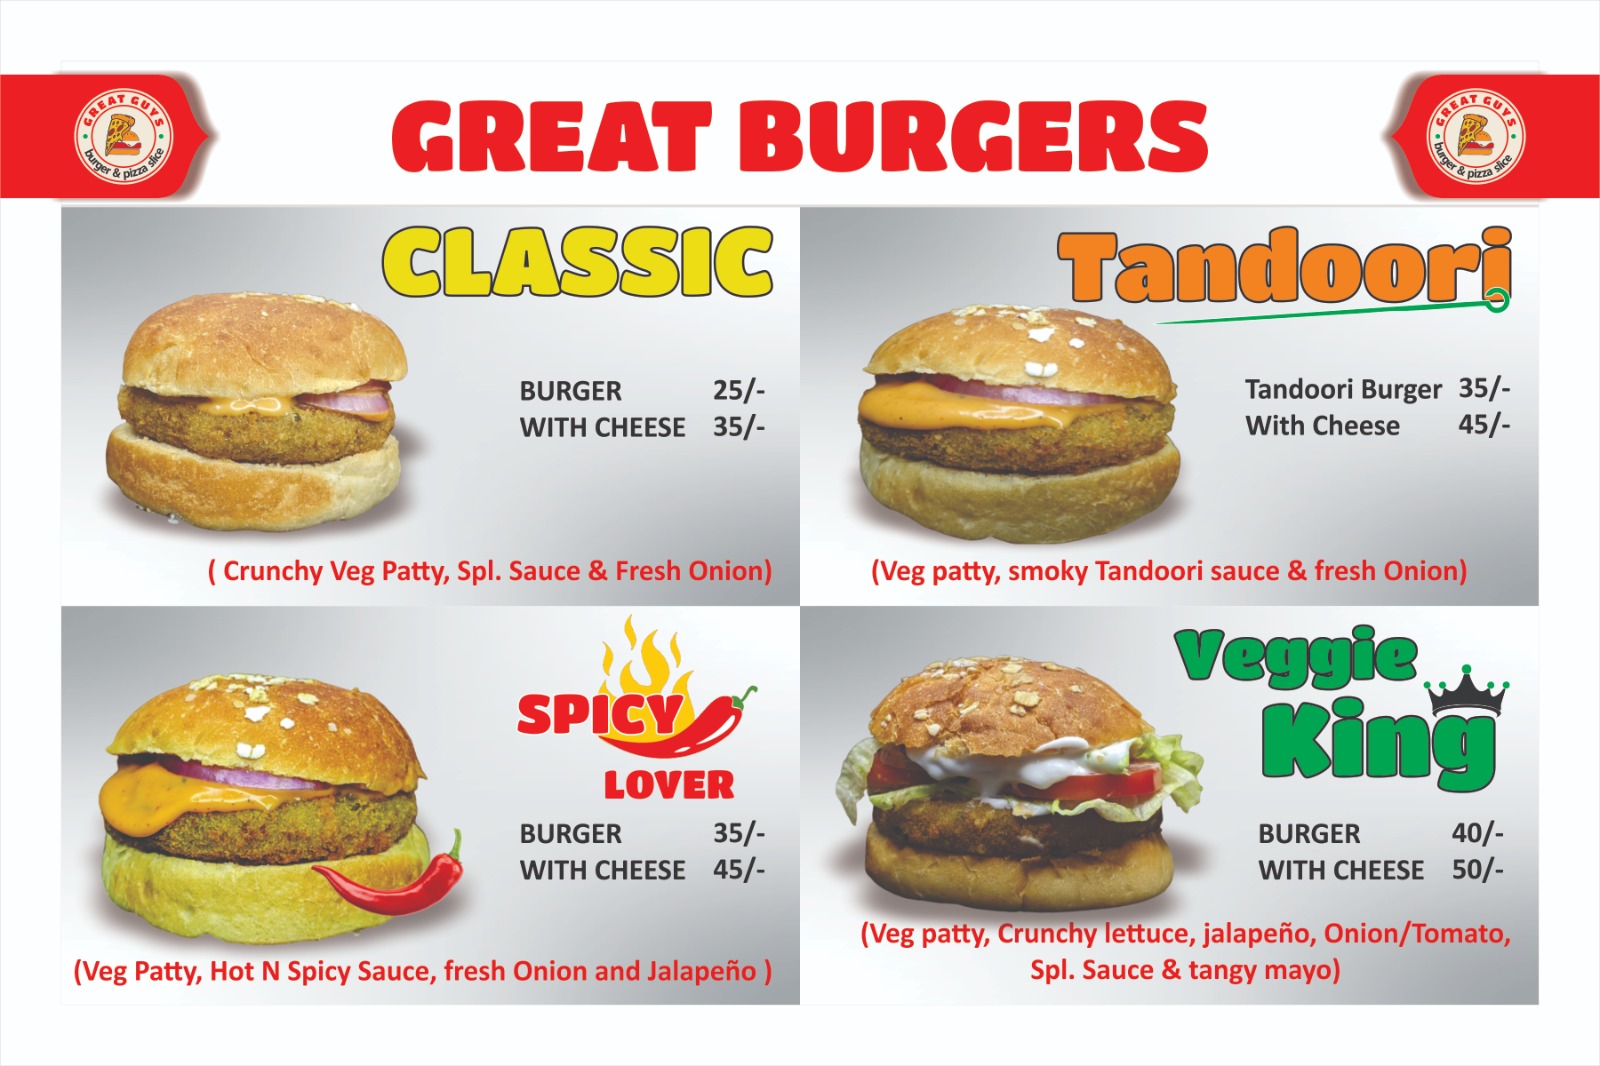 GREAT GUYS
burger & pizza slice
GREAT BURGERS
GREAT GUYS
burger & pizza slice
CLASSIC
BURGER 25/-
WITH CHEESE 35/-
( Crunchy Veg Patty, Spl. Sauce & Fresh Onion)
Tandoori
Tandoori Burger 35/-
With Cheese 45/-
(Veg patty, smoky Tandoori sauce & fresh Onion)
SPICY
LOVER
BURGER 35/-
WITH CHEESE 45/-
(Veg Patty, Hot N Spicy Sauce, fresh Onion and Jalapeño )
Veggie
King
BURGER 40/-
WITH CHEESE 50/-
(Veg patty, Crunchy lettuce, jalapeño, Onion/Tomato,
Spl. Sauce & tangy mayo)